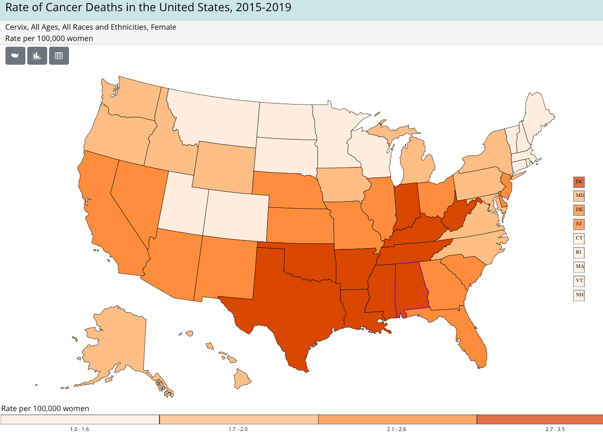 Rate of Cancer Deaths in the United States, 2015-2019
Cervix, All Ages, All Races and Ethnicities, Female
Rate per 100,000 women
DC
MD
DE
NJ
CT
RI
MA
VT
NH
Rate per 100,000 women
1.0 - 1.6
1.7 - 2.0
2.1 - 2.6
2.7 - 3.5